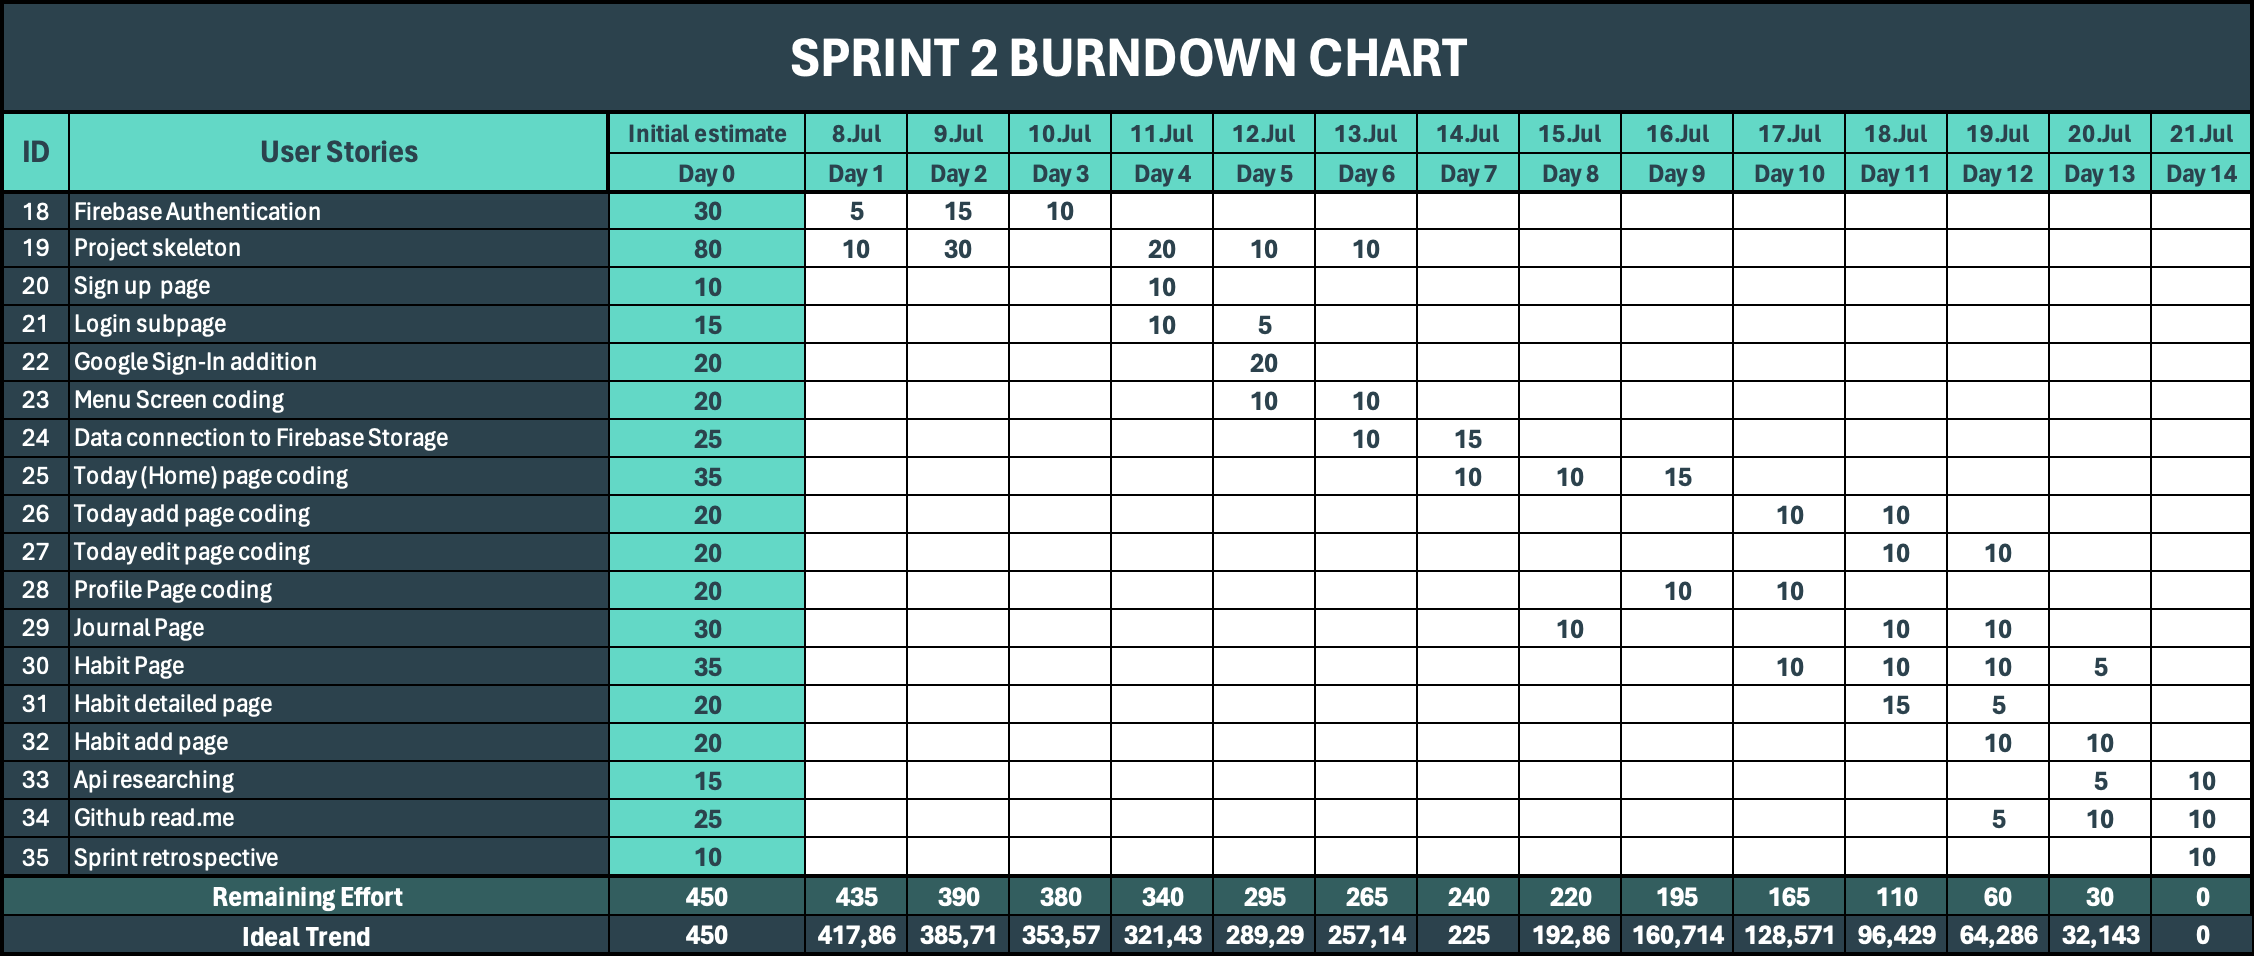 SPRINT 2 BURNDOWN CHART
ID User Stories Initial estimate 8.Jul 9.Jul 10.Jul 11.Jul 12.Jul 13.Jul 14.Jul 15.Jul 16.Jul 17.Jul 18.Jul 19.Jul 20.Jul 21.Jul
Day 0 Day 1 Day 2 Day 3 Day 4 Day 5 Day 6 Day 7 Day 8 Day 9 Day 10 Day 11 Day 12 Day 13 Day 14
18 Firebase Authentication 30 5 15 10
19 Project skeleton 80 10 30 20 10 10
20 Sign up page 10 10
21 Login subpage 15 10 5
22 Google Sign-In addition 20 20
23 Menu Screen coding 20 10 10
24 Data connection to Firebase Storage 25 10 15
25 Today (Home) page coding 35 10 10 15
26 Today add page coding 20 10 10
27 Today edit page coding 20 10 10
28 Profile Page coding 20 10 10
29 Journal Page 30 10 10 10
30 Habit Page 35 10 10 10 5
31 Habit detailed page 20 15 5
32 Habit add page 20 10 10
33 Api researching 15 5 10
34 Github read.me 25 5 10 10
35 Sprint retrospective 10 10
Remaining Effort 450 435 390 380 340 295 265 240 220 195 165 110 60 30 0
Ideal Trend 450 417,86 385,71 353,57 321,43 289,29 257,14 225 192,86 160,714 128,571 96,429 64,286 32,143 0